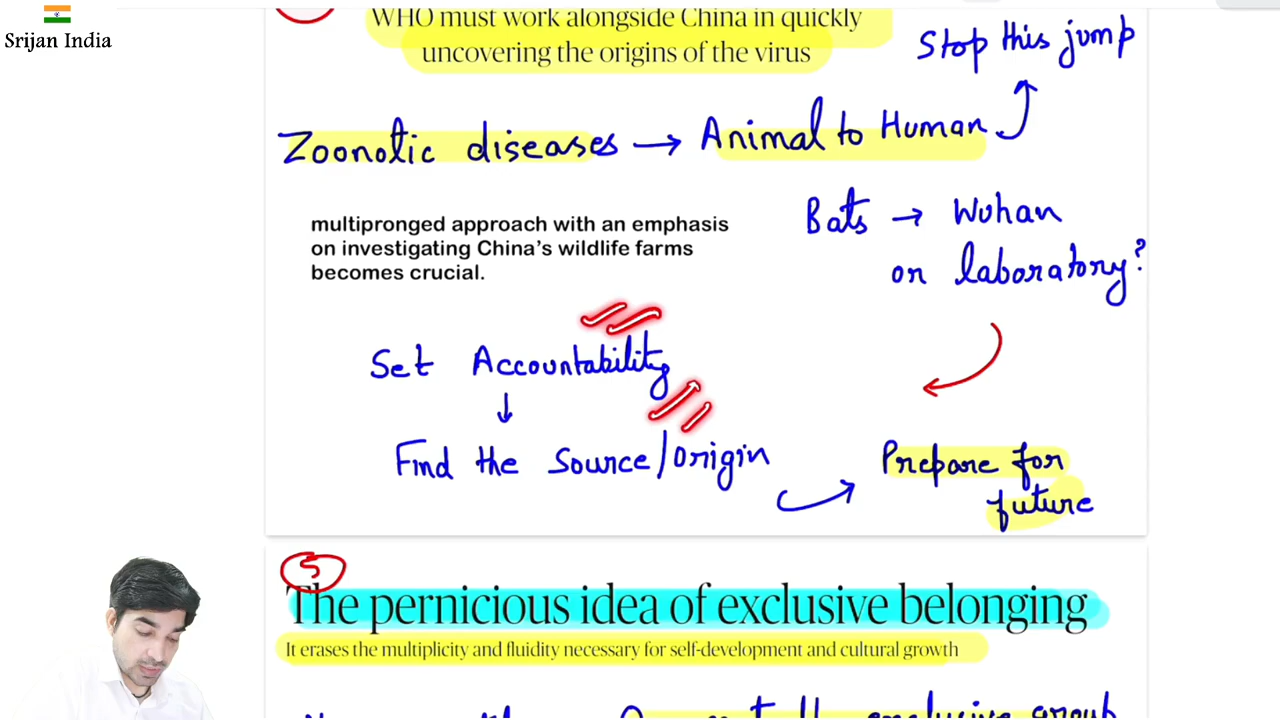 Srijan India
WHO must work alongside China in quickly
uncovering the origins of the virus
Stop this jump
Zoonotic diseases → Animal to Human
multipronged approach with an emphasis
on investigating China's wildlife farms
becomes crucial.
Bats → Wuhan
or laboratory?
Set Accountability
↓
Find the Source/Origin
Prepare for
future
5
The pernicious idea of exclusive belonging
It erases the multiplicity and fluidity necessary for self-development and cultural growth
exclusive group